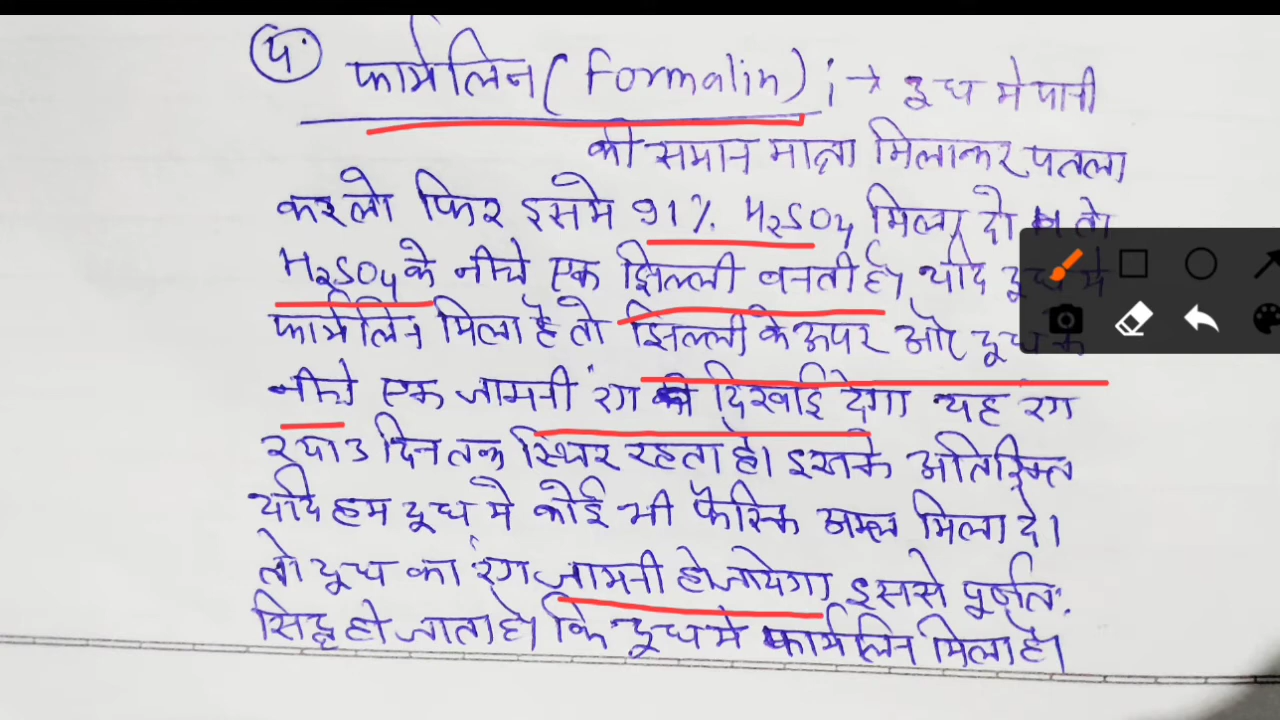 प. फार्मेलिन (Formalin) ; → दूध मे पानी
की समान मात्रा मिलाकर पतला
करलो फिर इसमे 91% H2SO4 मिला दो तो
H2SO4 के नीचे एक झिल्ली बनती है। यदि दूध मे
फार्मेलिन मिला है तो झिल्ली के ऊपर और दूध के
नीचे एक जामनी रंग की दिखाई देगा यह रंग
2 या 3 दिन तक स्थिर रहता है। इसके अतिरिक्त
यदि हम दूध मे कोई भी फैरिक अम्ल मिला दे।
तो दूध का रंग जामनी हो जायेगा इससे पूर्णतः
सिद्ध हो जाता है। कि दूध मे फार्मेलिन मिला है।